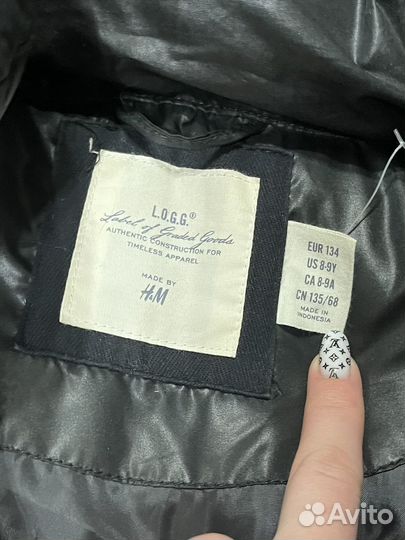 L.O.G.G.®
Label of Graded Goods
AUTHENTIC CONSTRUCTION FOR
TIMELESS APPAREL
MADE BY
H&M
EUR 134
US 8-9Y
CA 8-9A
CN 135/68
MADE IN
INDONESIA
Avito